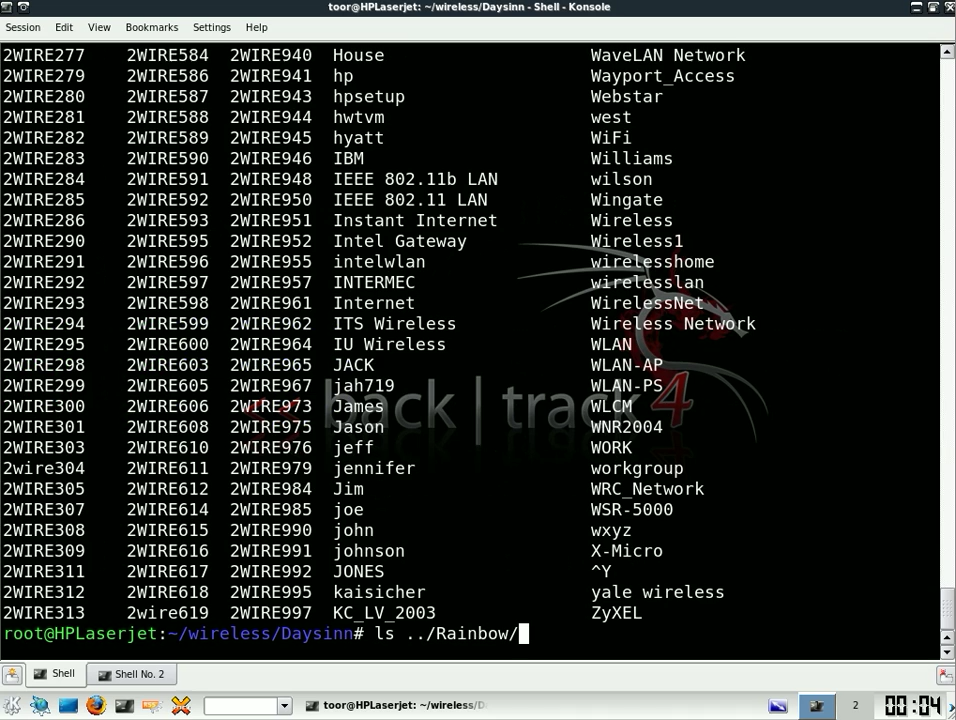 toor@HPLaserjet: ~/wireless/Daysinn - Shell - Konsole
Session Edit View Bookmarks Settings Help
2WIRE277 2WIRE584 2WIRE940 House WaveLAN Network
2WIRE279 2WIRE586 2WIRE941 hp Wayport_Access
2WIRE280 2WIRE587 2WIRE943 hpsetup Webstar
2WIRE281 2WIRE588 2WIRE944 hwtvm west
2WIRE282 2WIRE589 2WIRE945 hyatt WiFi
2WIRE283 2WIRE590 2WIRE946 IBM Williams
2WIRE284 2WIRE591 2WIRE948 IEEE 802.11b LAN wilson
2WIRE285 2WIRE592 2WIRE950 IEEE 802.11 LAN Wingate
2WIRE286 2WIRE593 2WIRE951 Instant Internet Wireless
2WIRE290 2WIRE595 2WIRE952 Intel Gateway Wireless1
2WIRE291 2WIRE596 2WIRE955 intelwlan wirelesshome
2WIRE292 2WIRE597 2WIRE957 INTERMEC wirelesslan
2WIRE293 2WIRE598 2WIRE961 Internet WirelessNet
2WIRE294 2WIRE599 2WIRE962 ITS Wireless Wireless Network
2WIRE295 2WIRE600 2WIRE964 IU Wireless WLAN
2WIRE298 2WIRE603 2WIRE965 JACK WLAN-AP
2WIRE299 2WIRE605 2WIRE967 jah719 WLAN-PS
2WIRE300 2WIRE606 2WIRE973 James WLCM
2WIRE301 2WIRE608 2WIRE975 Jason WNR2004
2WIRE303 2WIRE610 2WIRE976 jeff WORK
2wire304 2WIRE611 2WIRE979 jennifer workgroup
2WIRE305 2WIRE612 2WIRE984 Jim WRC_Network
2WIRE307 2WIRE614 2WIRE985 joe WSR-5000
2WIRE308 2WIRE615 2WIRE990 john wxyz
2WIRE309 2WIRE616 2WIRE991 johnson X-Micro
2WIRE311 2WIRE617 2WIRE992 JONES ^Y
2WIRE312 2WIRE618 2WIRE995 kaisicher yale wireless
2WIRE313 2wire619 2WIRE997 KC_LV_2003 ZyXEL
<< back | track 4
root@HPLaserjet:~/wireless/Daysinn# ls ../Rainbow/
Shell Shell No. 2
toor@HPLaserjet: ~/wireless/D 2 00:04